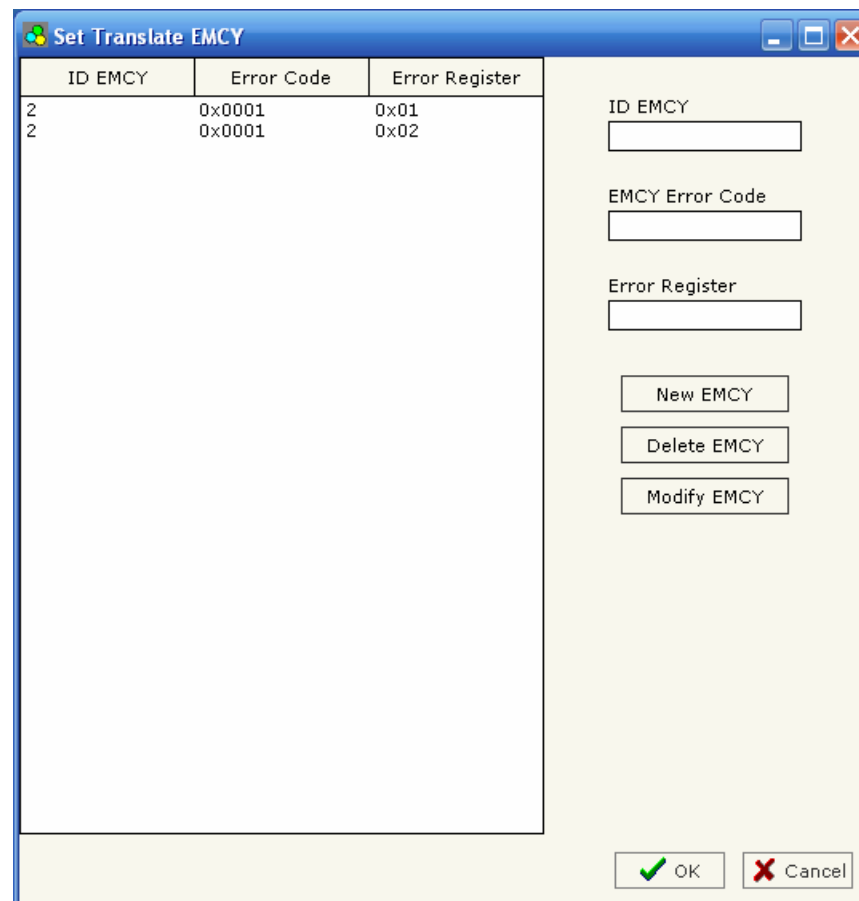 Set Translate EMCY
ID EMCY Error Code Error Register
2 0x0001 0x01
2 0x0001 0x02
ID EMCY
EMCY Error Code
Error Register
New EMCY
Delete EMCY
Modify EMCY
OK Cancel